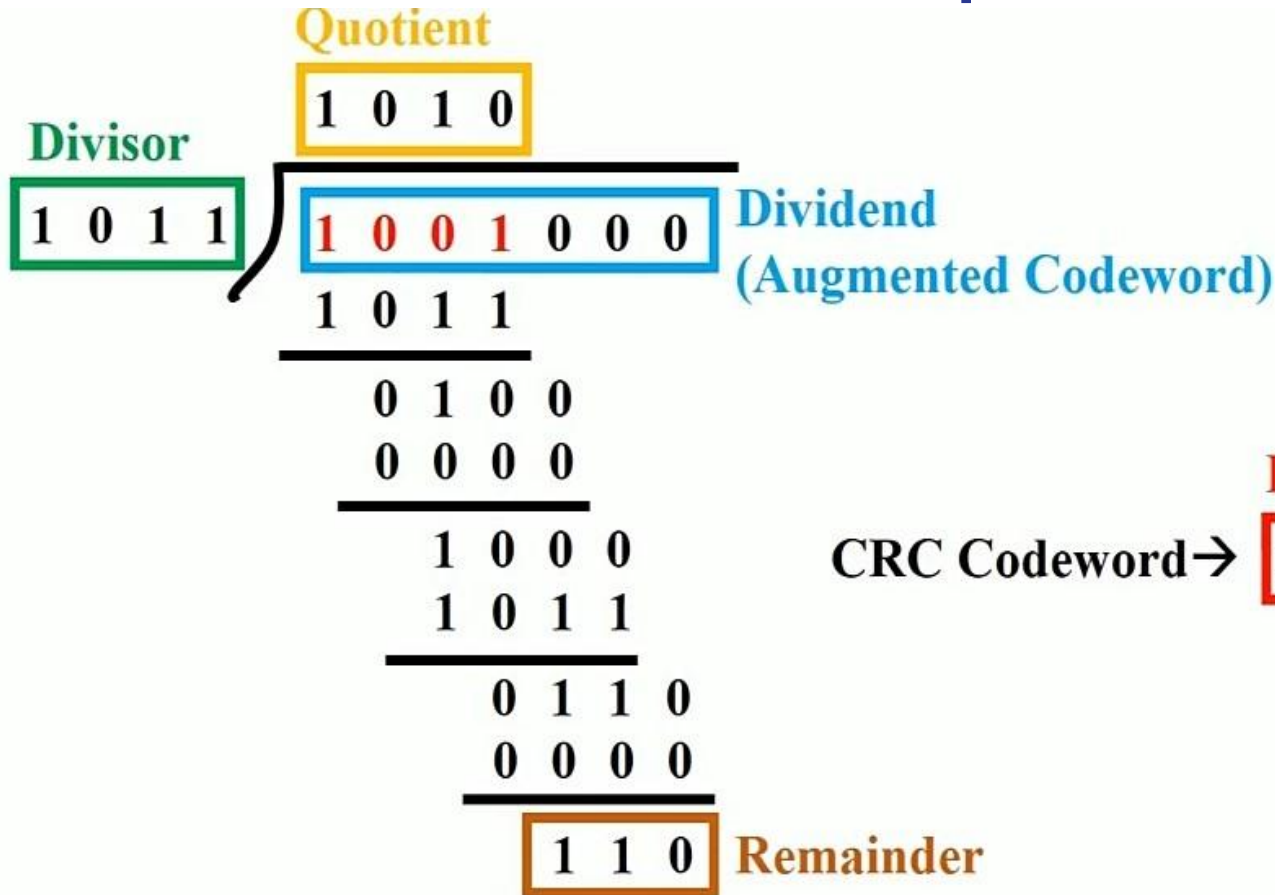 Quotient
1 0 1 0
Divisor
1 0 1 1
1 0 0 1 0 0 0
Dividend
(Augmented Codeword)
1 0 1 1
0 1 0 0
0 0 0 0
1 0 0 0
CRC Codeword→
1 0 1 1
0 1 1 0
0 0 0 0
1 1 0
Remainder